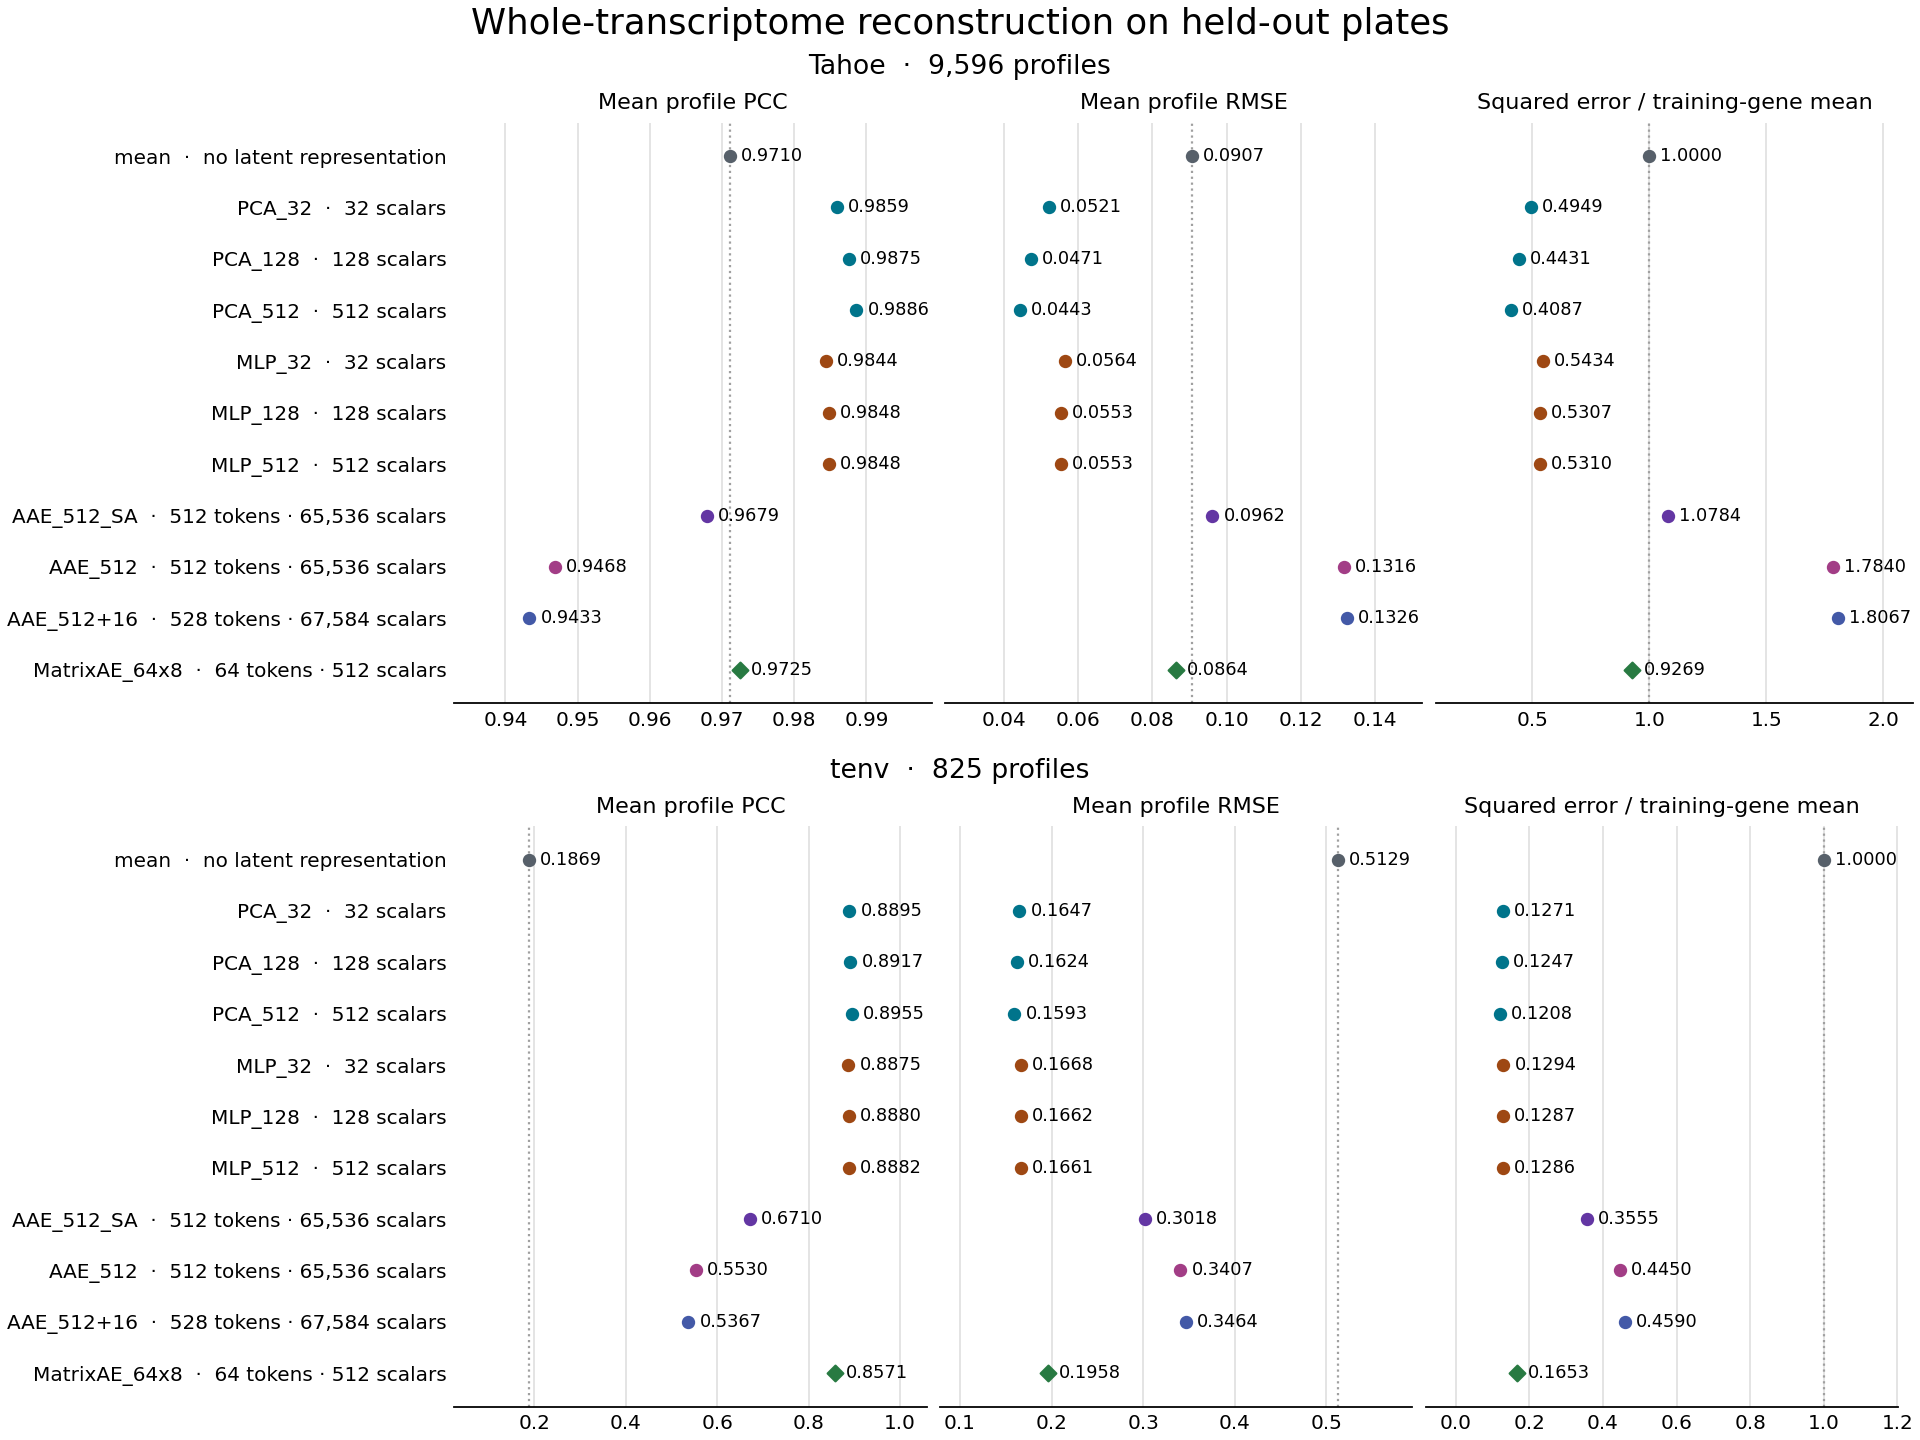 Whole-transcriptome reconstruction on held-out plates
Tahoe · 9,596 profiles
Mean profile PCC Mean profile RMSE Squared error / training-gene mean
mean · no latent representation 0.9710 0.0907 1.0000
PCA_32 · 32 scalars 0.9859 0.0521 0.4949
PCA_128 · 128 scalars 0.9875 0.0471 0.4431
PCA_512 · 512 scalars 0.9886 0.0443 0.4087
MLP_32 · 32 scalars 0.9844 0.0564 0.5434
MLP_128 · 128 scalars 0.9848 0.0553 0.5307
MLP_512 · 512 scalars 0.9848 0.0553 0.5310
AAE_512_SA · 512 tokens · 65,536 scalars 0.9679 0.0962 1.0784
AAE_512 · 512 tokens · 65,536 scalars 0.9468 0.1316 1.7840
AAE_512+16 · 528 tokens · 67,584 scalars 0.9433 0.1326 1.8067
MatrixAE_64x8 · 64 tokens · 512 scalars 0.9725 0.0864 0.9269
0.94 0.95 0.96 0.97 0.98 0.99 0.04 0.06 0.08 0.10 0.12 0.14 0.5 1.0 1.5 2.0
tenv · 825 profiles
Mean profile PCC Mean profile RMSE Squared error / training-gene mean
mean · no latent representation 0.1869 0.5129 1.0000
PCA_32 · 32 scalars 0.8895 0.1647 0.1271
PCA_128 · 128 scalars 0.8917 0.1624 0.1247
PCA_512 · 512 scalars 0.8955 0.1593 0.1208
MLP_32 · 32 scalars 0.8875 0.1668 0.1294
MLP_128 · 128 scalars 0.8880 0.1662 0.1287
MLP_512 · 512 scalars 0.8882 0.1661 0.1286
AAE_512_SA · 512 tokens · 65,536 scalars 0.6710 0.3018 0.3555
AAE_512 · 512 tokens · 65,536 scalars 0.5530 0.3407 0.4450
AAE_512+16 · 528 tokens · 67,584 scalars 0.5367 0.3464 0.4590
MatrixAE_64x8 · 64 tokens · 512 scalars 0.8571 0.1958 0.1653
0.2 0.4 0.6 0.8 1.0 0.1 0.2 0.3 0.4 0.5 0.0 0.2 0.4 0.6 0.8 1.0 1.2